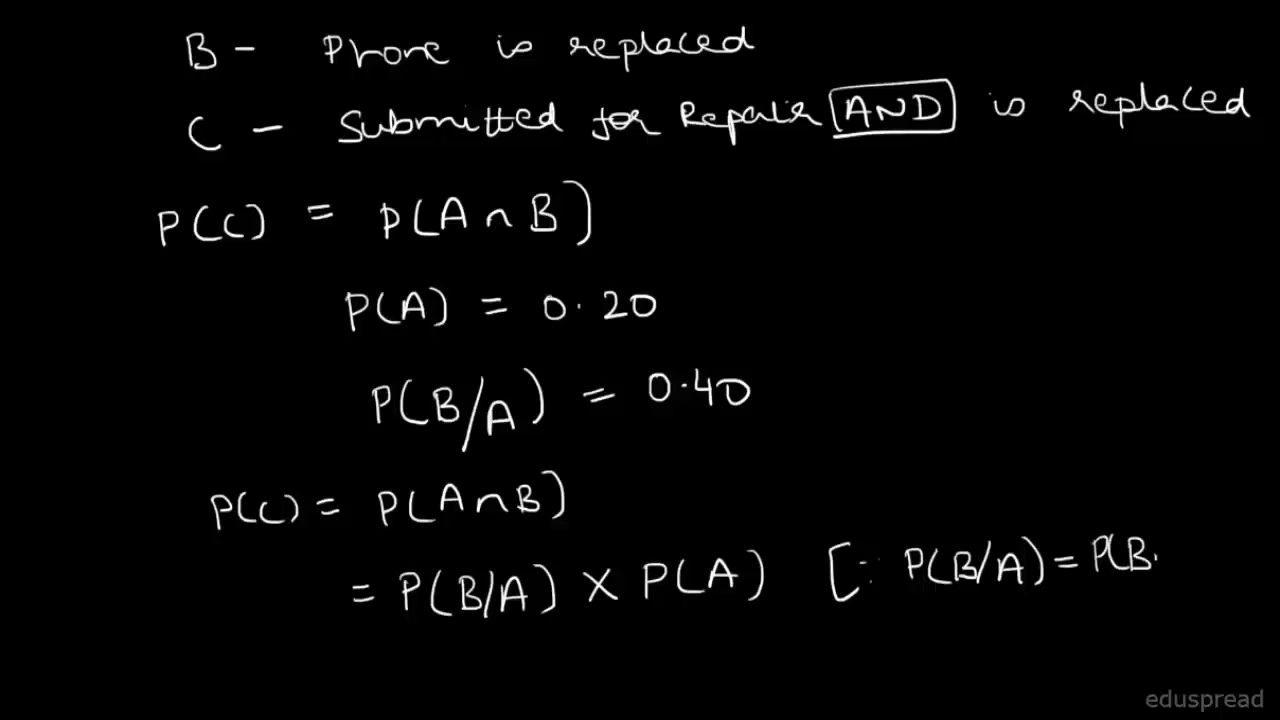 B - Phone is replaced
C - Submitted for Repair AND is replaced
P(C) = P(A ∩ B)
P(A) = 0.20
P(B/A) = 0.40
P(C) = P(A ∩ B)
= P(B/A) X P(A) [∵ P(B/A) = P(B
eduspread